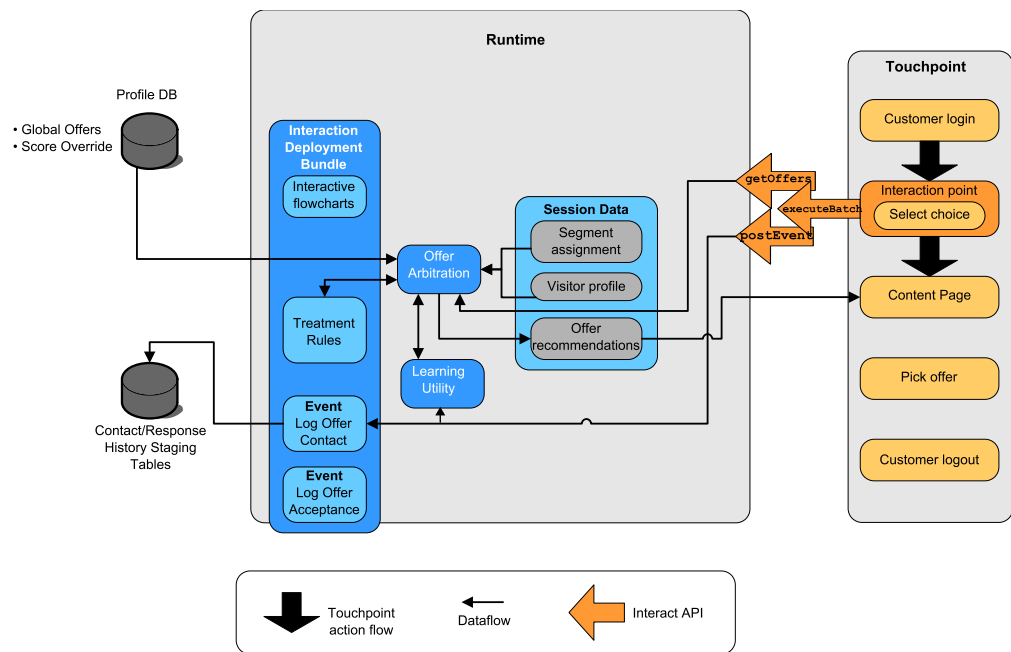 Runtime
Touchpoint
Profile DB
• Global Offers
• Score Override
Interaction
Deployment
Bundle
Interactive
flowcharts
Treatment
Rules
Event
Log Offer
Contact
Event
Log Offer
Acceptance
Offer
Arbitration
Learning
Utility
Session Data
Segment
assignment
Visitor profile
Offer
recommendations
getOffers
executeBatch
postEvent
Customer login
Interaction point
Select choice
Content Page
Pick offer
Customer logout
Contact/Response
History Staging
Tables
Touchpoint
action flow
Dataflow
Interact API